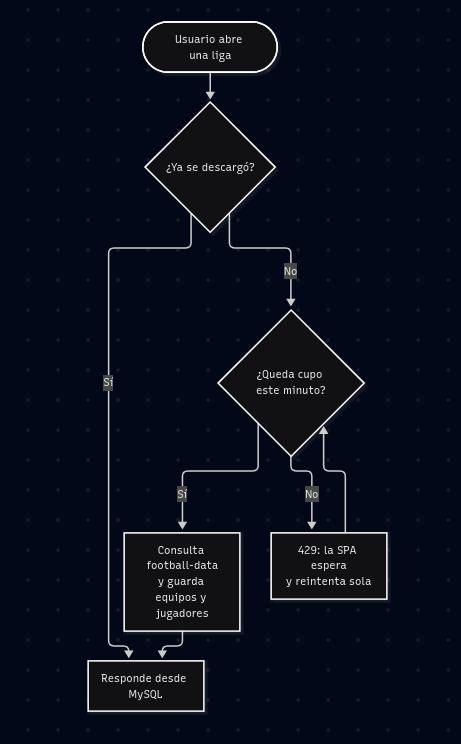 Usuario abre
una liga
¿Ya se descargó?
No
¿Queda cupo
este minuto?
Sí
Sí
No
Consulta
football-data
y guarda
equipos y
jugadores
429: la SPA
espera
y reintenta sola
Responde desde
MySQL